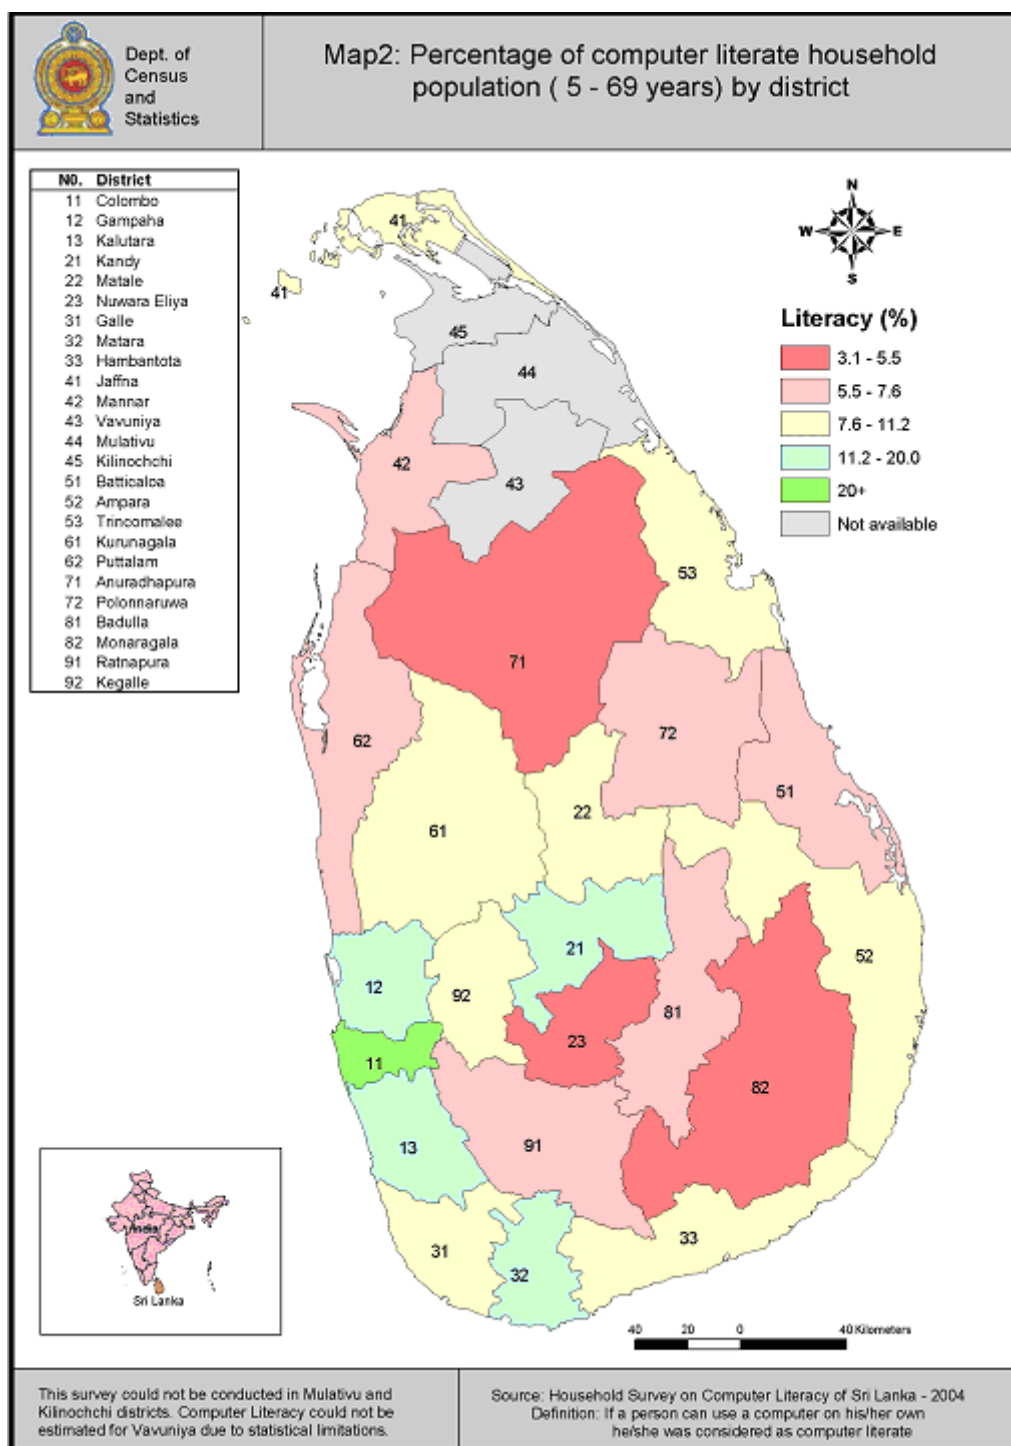 Dept. of
Census
and
Statistics
Map2: Percentage of computer literate household
population ( 5 - 69 years) by district
N0. District
11 Colombo
12 Gampaha
13 Kalutara
21 Kandy
22 Matale
23 Nuwara Eliya
31 Galle
32 Matara
33 Hambantota
41 Jaffna
42 Mannar
43 Vavuniya
44 Mulativu
45 Kilinochchi
51 Batticaloa
52 Ampara
53 Trincomalee
61 Kurunagala
62 Puttalam
71 Anuradhapura
72 Polonnaruwa
81 Badulla
82 Monaragala
91 Ratnapura
92 Kegalle
N
W E
S
Literacy (%)
3.1 - 5.5
5.5 - 7.6
7.6 - 11.2
11.2 - 20.0
20+
Not available
41
41
45
44
42
43
53
71
62
72
51
22
61
21
52
12
92
81
23
11
82
13
91
31
33
32
India
Sri Lanka
40 20 0 40 Kilometers
This survey could not be conducted in Mulativu and
Kilinochchi districts. Computer Literacy could not be
estimated for Vavuniya due to statistical limitations.
Source: Household Survey on Computer Literacy of Sri Lanka - 2004
Definition: If a person can use a computer on his/her own
he/she was considered as computer literate